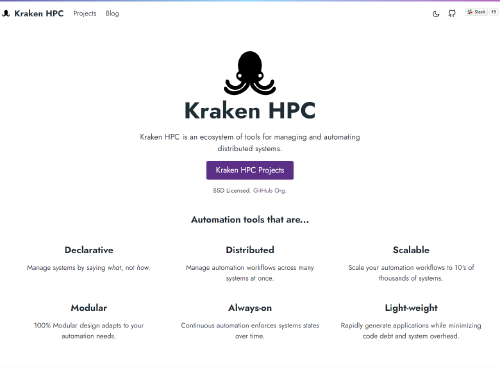 Kraken HPC Projects Blog Slack 15
Kraken HPC
Kraken HPC is an ecosystem of tools for managing and automating
distributed systems.
Kraken HPC Projects
BSD Licensed. GitHub Org.
Automation tools that are...
Declarative Distributed Scalable
Manage systems by saying what, not how. Manage automation workflows across many Scale your automation workflows to 10's of
systems at once. thousands of systems.
Modular Always-on Light-weight
100% Modular design adapts to your Continuous automation enforces systems states Rapidly generate applications while minimizing
automation needs. over time. code debt and system overhead.